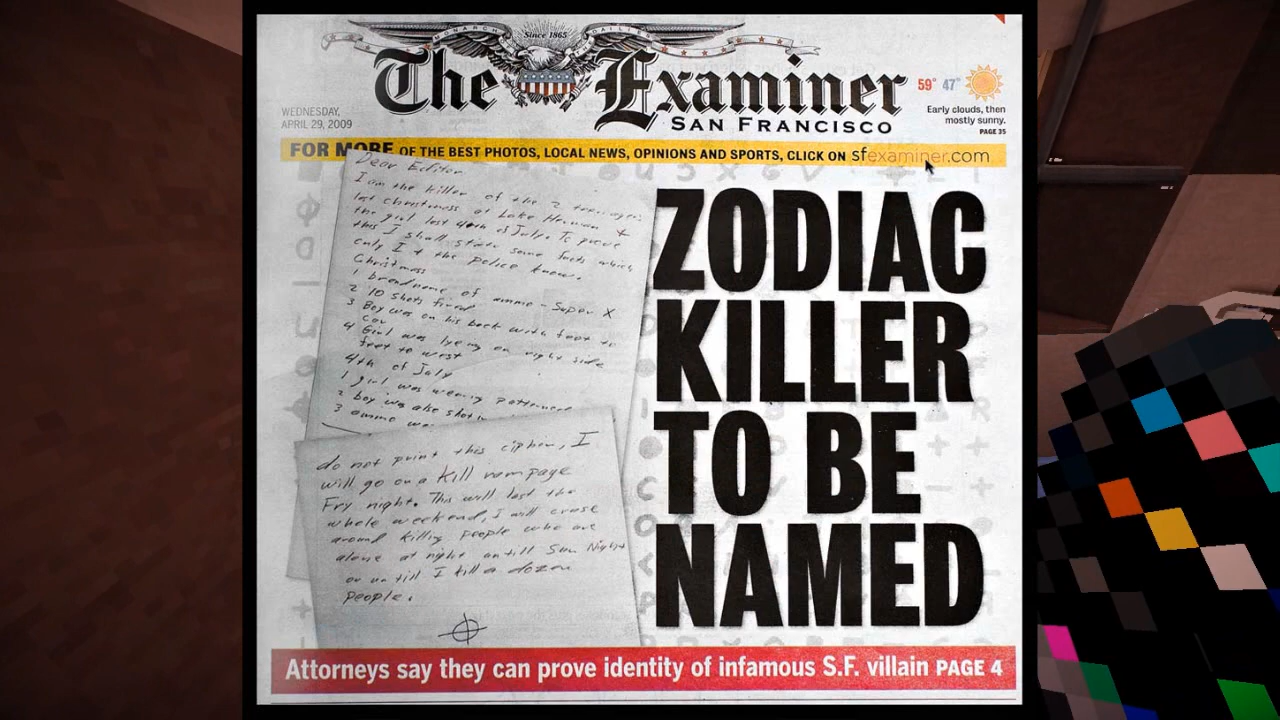 Since 1865
The Examiner
SAN FRANCISCO
WEDNESDAY,
APRIL 29, 2009
59° 47°
Early clouds, then
mostly sunny.
PAGE 35
FOR MORE OF THE BEST PHOTOS, LOCAL NEWS, OPINIONS AND SPORTS, CLICK ON sfexaminer.com
Dear Editor
I am the killer of the 2 teenagers
last christmass at Lake Herman +
the girl last 4th of July. To prove
this I shall state some facts which
only I + the police know.
Christmass
1 brandname of ammo - Super X
2 10 shots fired
3 Boy was on his back with feet to
car
4 Girl was lyeing on right side
feet to west
4th of July
1 girl was wearing patterned
2 boy was also shot in
3 ammo
do not print this cipher, I
will go on a kill rampage
Fry night. This will last the
whole weekend, I will cruse
around killing people who are
alone at night untill Sun Night
or untill I kill a dozen
people.
ZODIAC
KILLER
TO BE
NAMED
Attorneys say they can prove identity of infamous S.F. villain PAGE 4